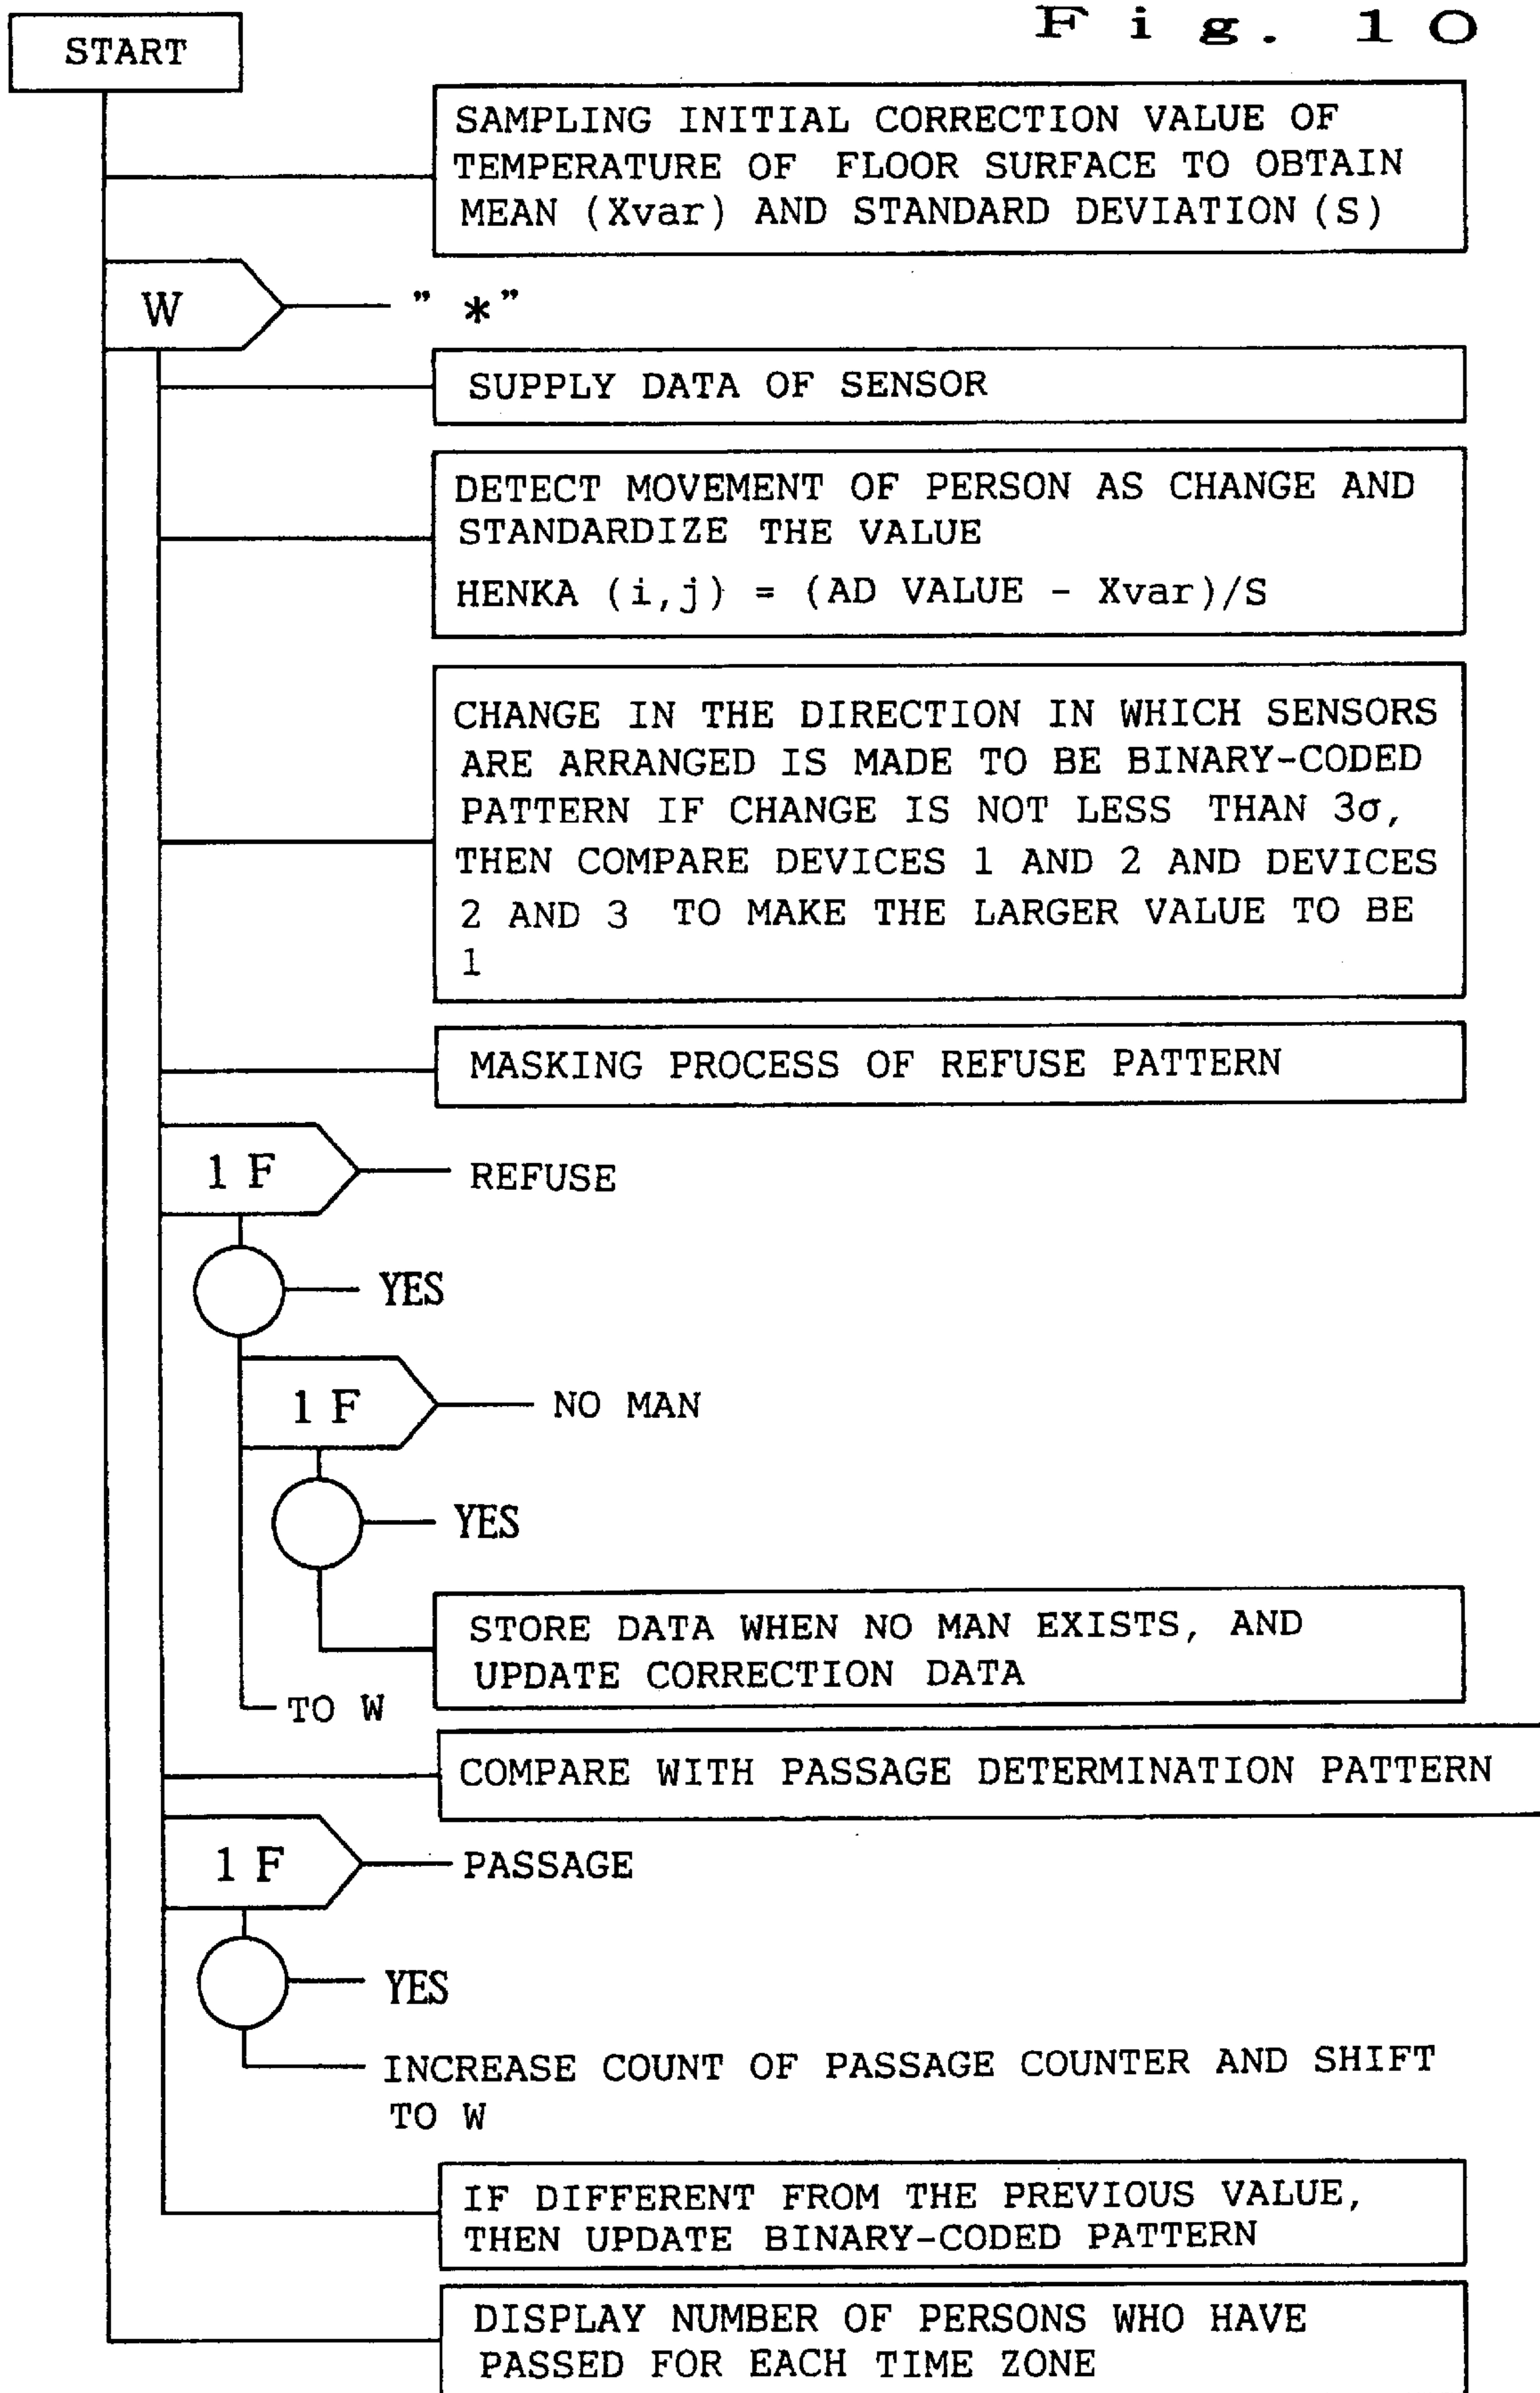 Fig. 10
START
SAMPLING INITIAL CORRECTION VALUE OF
TEMPERATURE OF FLOOR SURFACE TO OBTAIN
MEAN (Xvar) AND STANDARD DEVIATION (S)
W
” *”
SUPPLY DATA OF SENSOR
DETECT MOVEMENT OF PERSON AS CHANGE AND
STANDARDIZE THE VALUE
HENKA (i,j) = (AD VALUE - Xvar)/S
CHANGE IN THE DIRECTION IN WHICH SENSORS
ARE ARRANGED IS MADE TO BE BINARY-CODED
PATTERN IF CHANGE IS NOT LESS THAN 3σ,
THEN COMPARE DEVICES 1 AND 2 AND DEVICES
2 AND 3 TO MAKE THE LARGER VALUE TO BE
1
MASKING PROCESS OF REFUSE PATTERN
1 F
REFUSE
YES
1 F
NO MAN
YES
STORE DATA WHEN NO MAN EXISTS, AND
UPDATE CORRECTION DATA
TO W
COMPARE WITH PASSAGE DETERMINATION PATTERN
1 F
PASSAGE
YES
INCREASE COUNT OF PASSAGE COUNTER AND SHIFT
TO W
IF DIFFERENT FROM THE PREVIOUS VALUE,
THEN UPDATE BINARY-CODED PATTERN
DISPLAY NUMBER OF PERSONS WHO HAVE
PASSED FOR EACH TIME ZONE